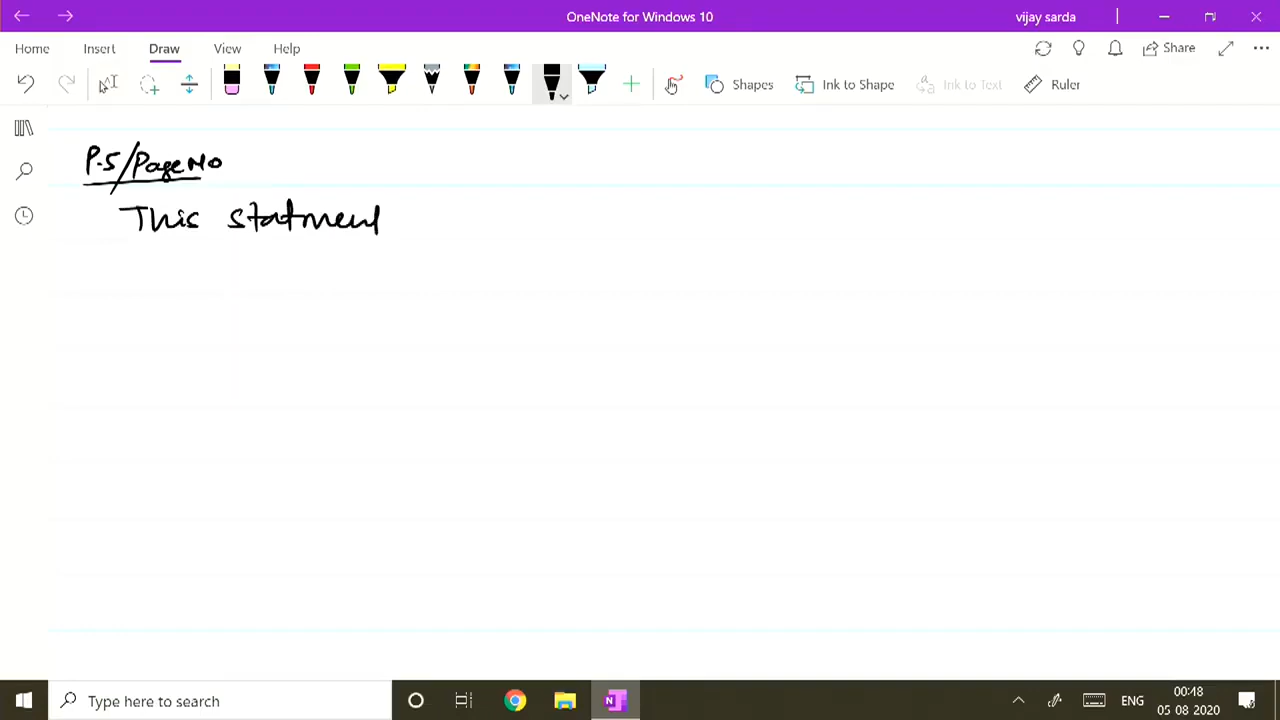 OneNote for Windows 10
vijay sarda
Home Insert Draw View Help
Share
Shapes Ink to Shape Ink to Text Ruler
P.5/Page No
This statment
Type here to search
ENG
00:48
05-08-2020